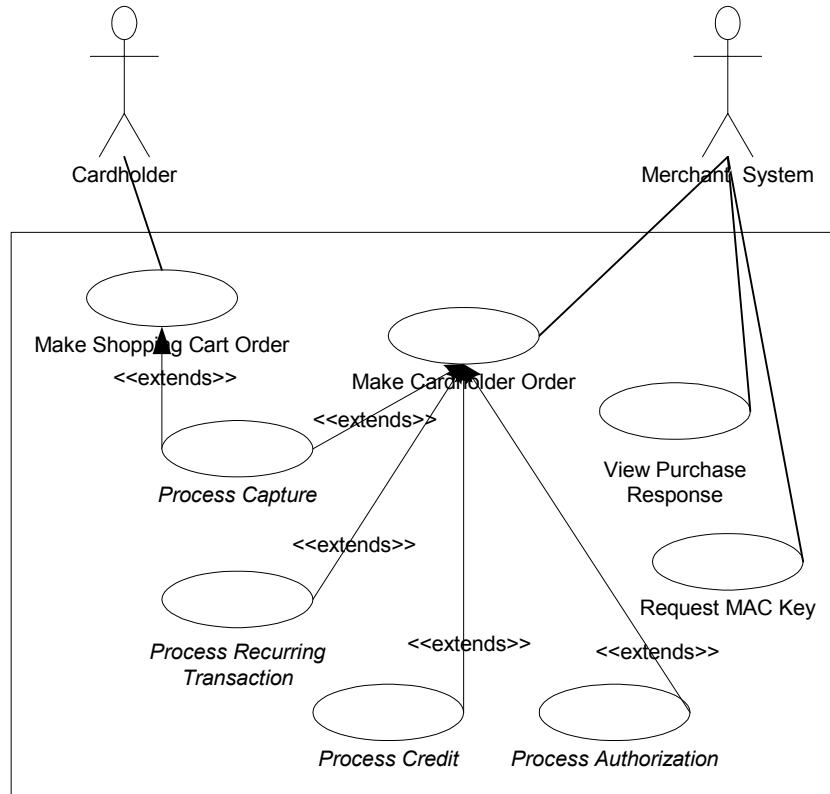 Cardholder
Merchant System
Make Shopping Cart Order
<<extends>>
Make Cardholder Order
<<extends>>
Process Capture
View Purchase
Response
<<extends>>
Request MAC Key
Process Recurring
Transaction
<<extends>>
<<extends>>
Process Credit
Process Authorization